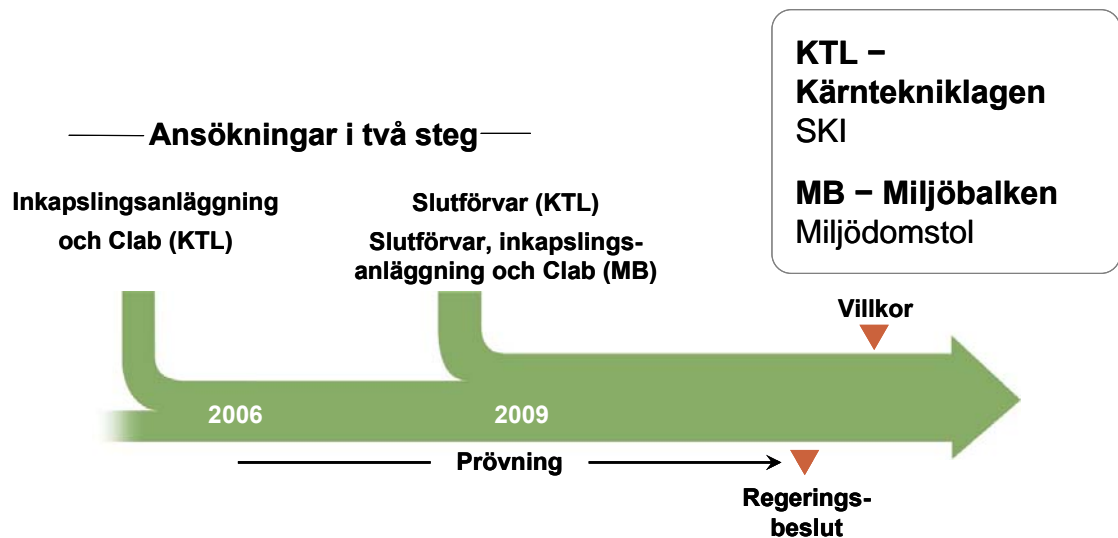 KTL –
Kärntekniklagen
SKI
MB – Miljöbalken
Miljödomstol
Ansökningar i två steg
Inkapslingsanläggning
och Clab (KTL)
Slutförvar (KTL)
Slutförvar, inkapslings-
anläggning och Clab (MB)
Villkor
2006
2009
Prövning
Regerings-
beslut